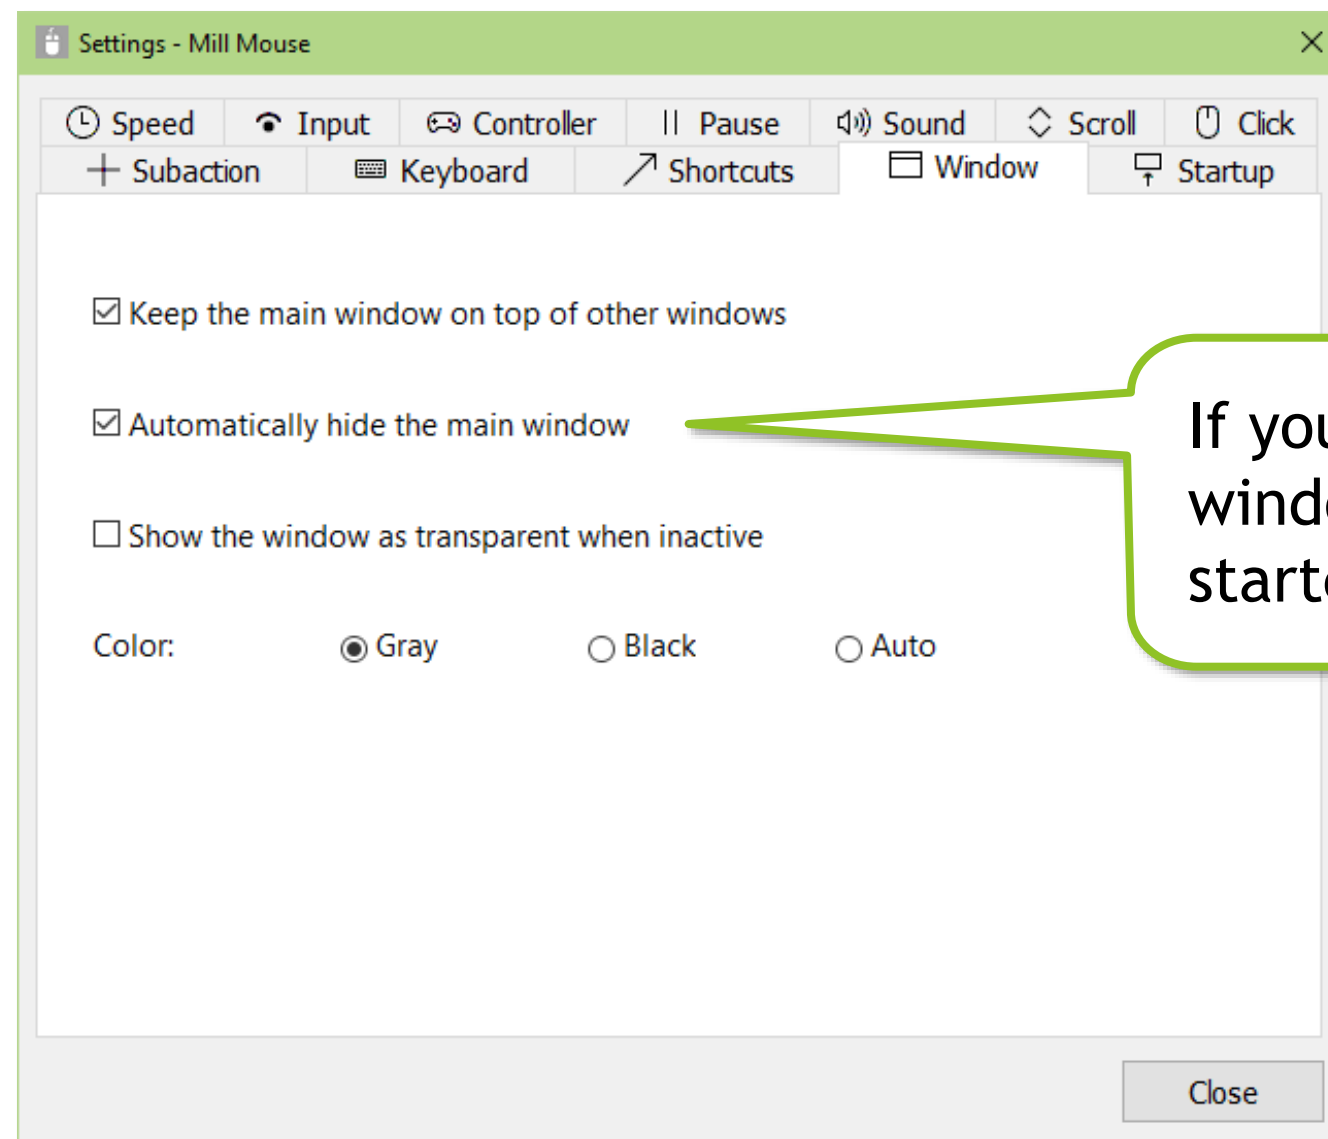 Settings - Mill Mouse
Speed Input Controller Pause Sound Scroll Click
Subaction Keyboard Shortcuts Window Startup
Keep the main window on top of other windows
Automatically hide the main window
If
Show the window as transparent when inactive
Color: Gray Black Auto
Close